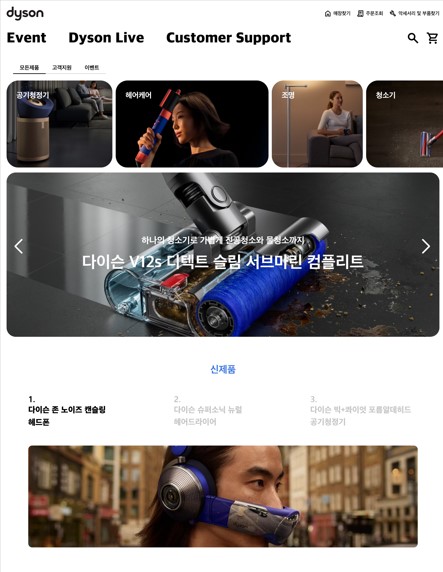 dyson
매장찾기 주문조회 악세서리 및 부품찾기
Event Dyson Live Customer Support
모든제품 고객지원 이벤트
공기청정기 헤어케어 조명 청소기
하나의 청소기로 가볍게 진공청소와 물청소까지
다이슨 V12s 디텍트 슬림 서브마린 컴플리트
신제품
1.
다이슨 존 노이즈 캔슬링
헤드폰
2.
다이슨 슈퍼소닉 뉴럴
헤어드라이어
3.
다이슨 빅+콰이엇 포름알데히드
공기청정기